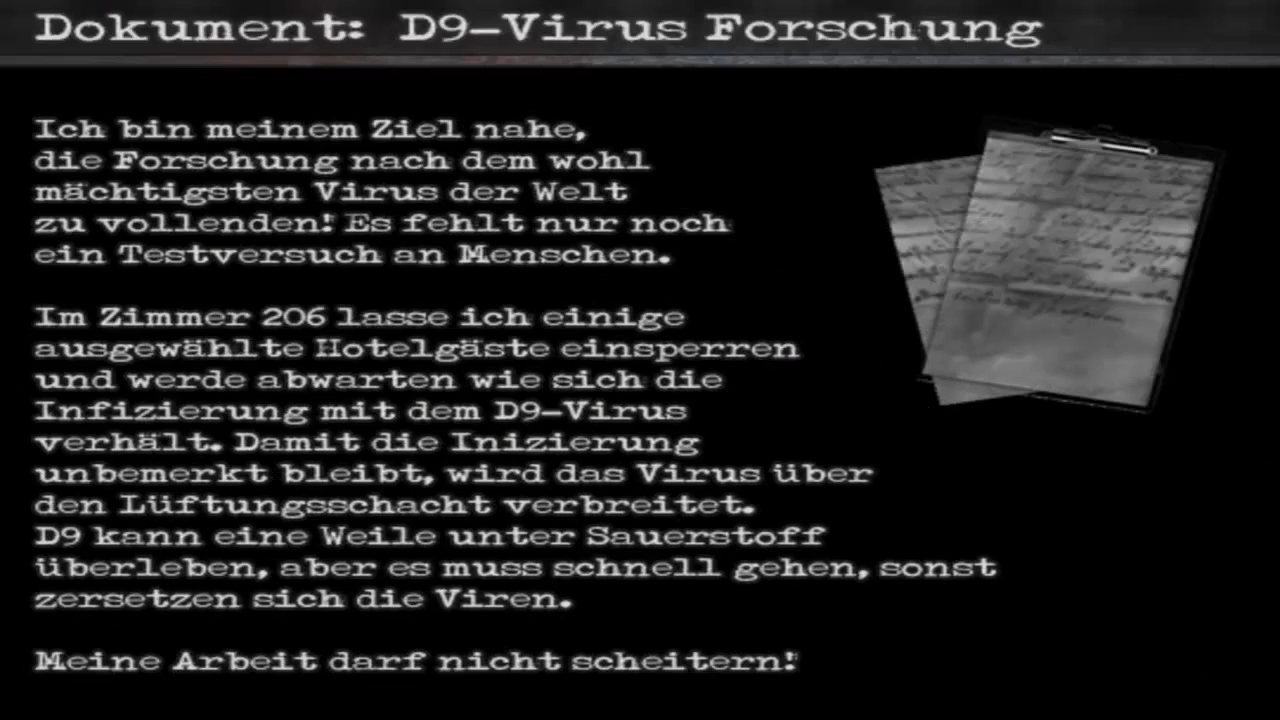 Dokument: D9-Virus Forschung
Ich bin meinem Ziel nahe,
die Forschung nach dem wohl
mächtigsten Virus der Welt
zu vollenden! Es fehlt nur noch
ein Testversuch an Menschen.
Im Zimmer 206 lasse ich einige
ausgewählte Hotelgäste einsperren
und werde abwarten wie sich die
Infizierung mit dem D9-Virus
verhält. Damit die Inizierung
unbemerkt bleibt, wird das Virus über
den Lüftungsschacht verbreitet.
D9 kann eine Weile unter Sauerstoff
überleben, aber es muss schnell gehen, sonst
zersetzen sich die Viren.
Meine Arbeit darf nicht scheitern!